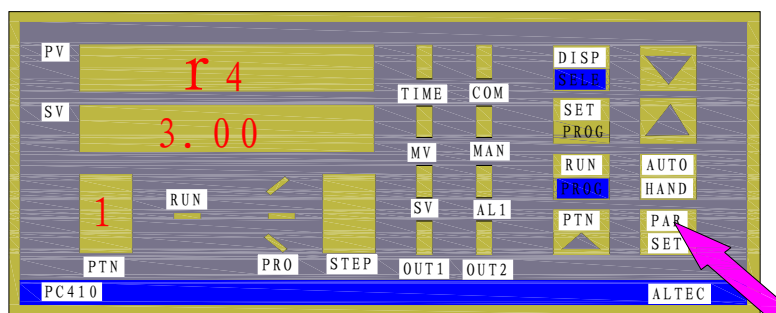 PV
r 4
DISP
SELE
TIME
COM
SV
3.00
SET
PROG
MV
MAN
RUN
PROG
AUTO
HAND
1
RUN
SV
AL1
PTN
PAR
SET
PTN
PRO
STEP
OUT1
OUT2
PC410
ALTEC